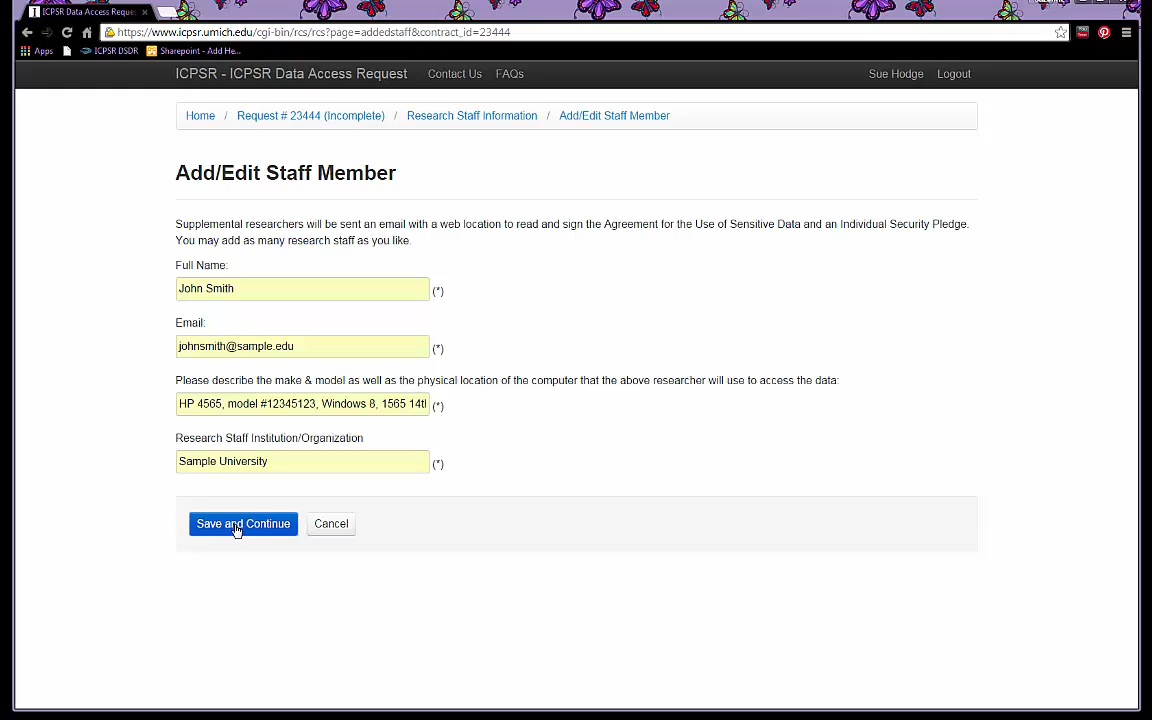 ICPSR Data Access Reque
https://www.icpsr.umich.edu/cgi-bin/rcs/rcs?page=addedstaff&contract_id=23444
Apps ICPSR DSDR Sharepoint - Add He...
ICPSR - ICPSR Data Access Request Contact Us FAQs Sue Hodge Logout
Home / Request # 23444 (Incomplete) / Research Staff Information / Add/Edit Staff Member
Add/Edit Staff Member
Supplemental researchers will be sent an email with a web location to read and sign the Agreement for the Use of Sensitive Data and an Individual Security Pledge.
You may add as many research staff as you like.
Full Name:
John Smith (*)
Email:
johnsmith@sample.edu (*)
Please describe the make & model as well as the physical location of the computer that the above researcher will use to access the data:
HP 4565, model #12345123, Windows 8, 1565 14tl (*)
Research Staff Institution/Organization
Sample University (*)
Save and Continue Cancel